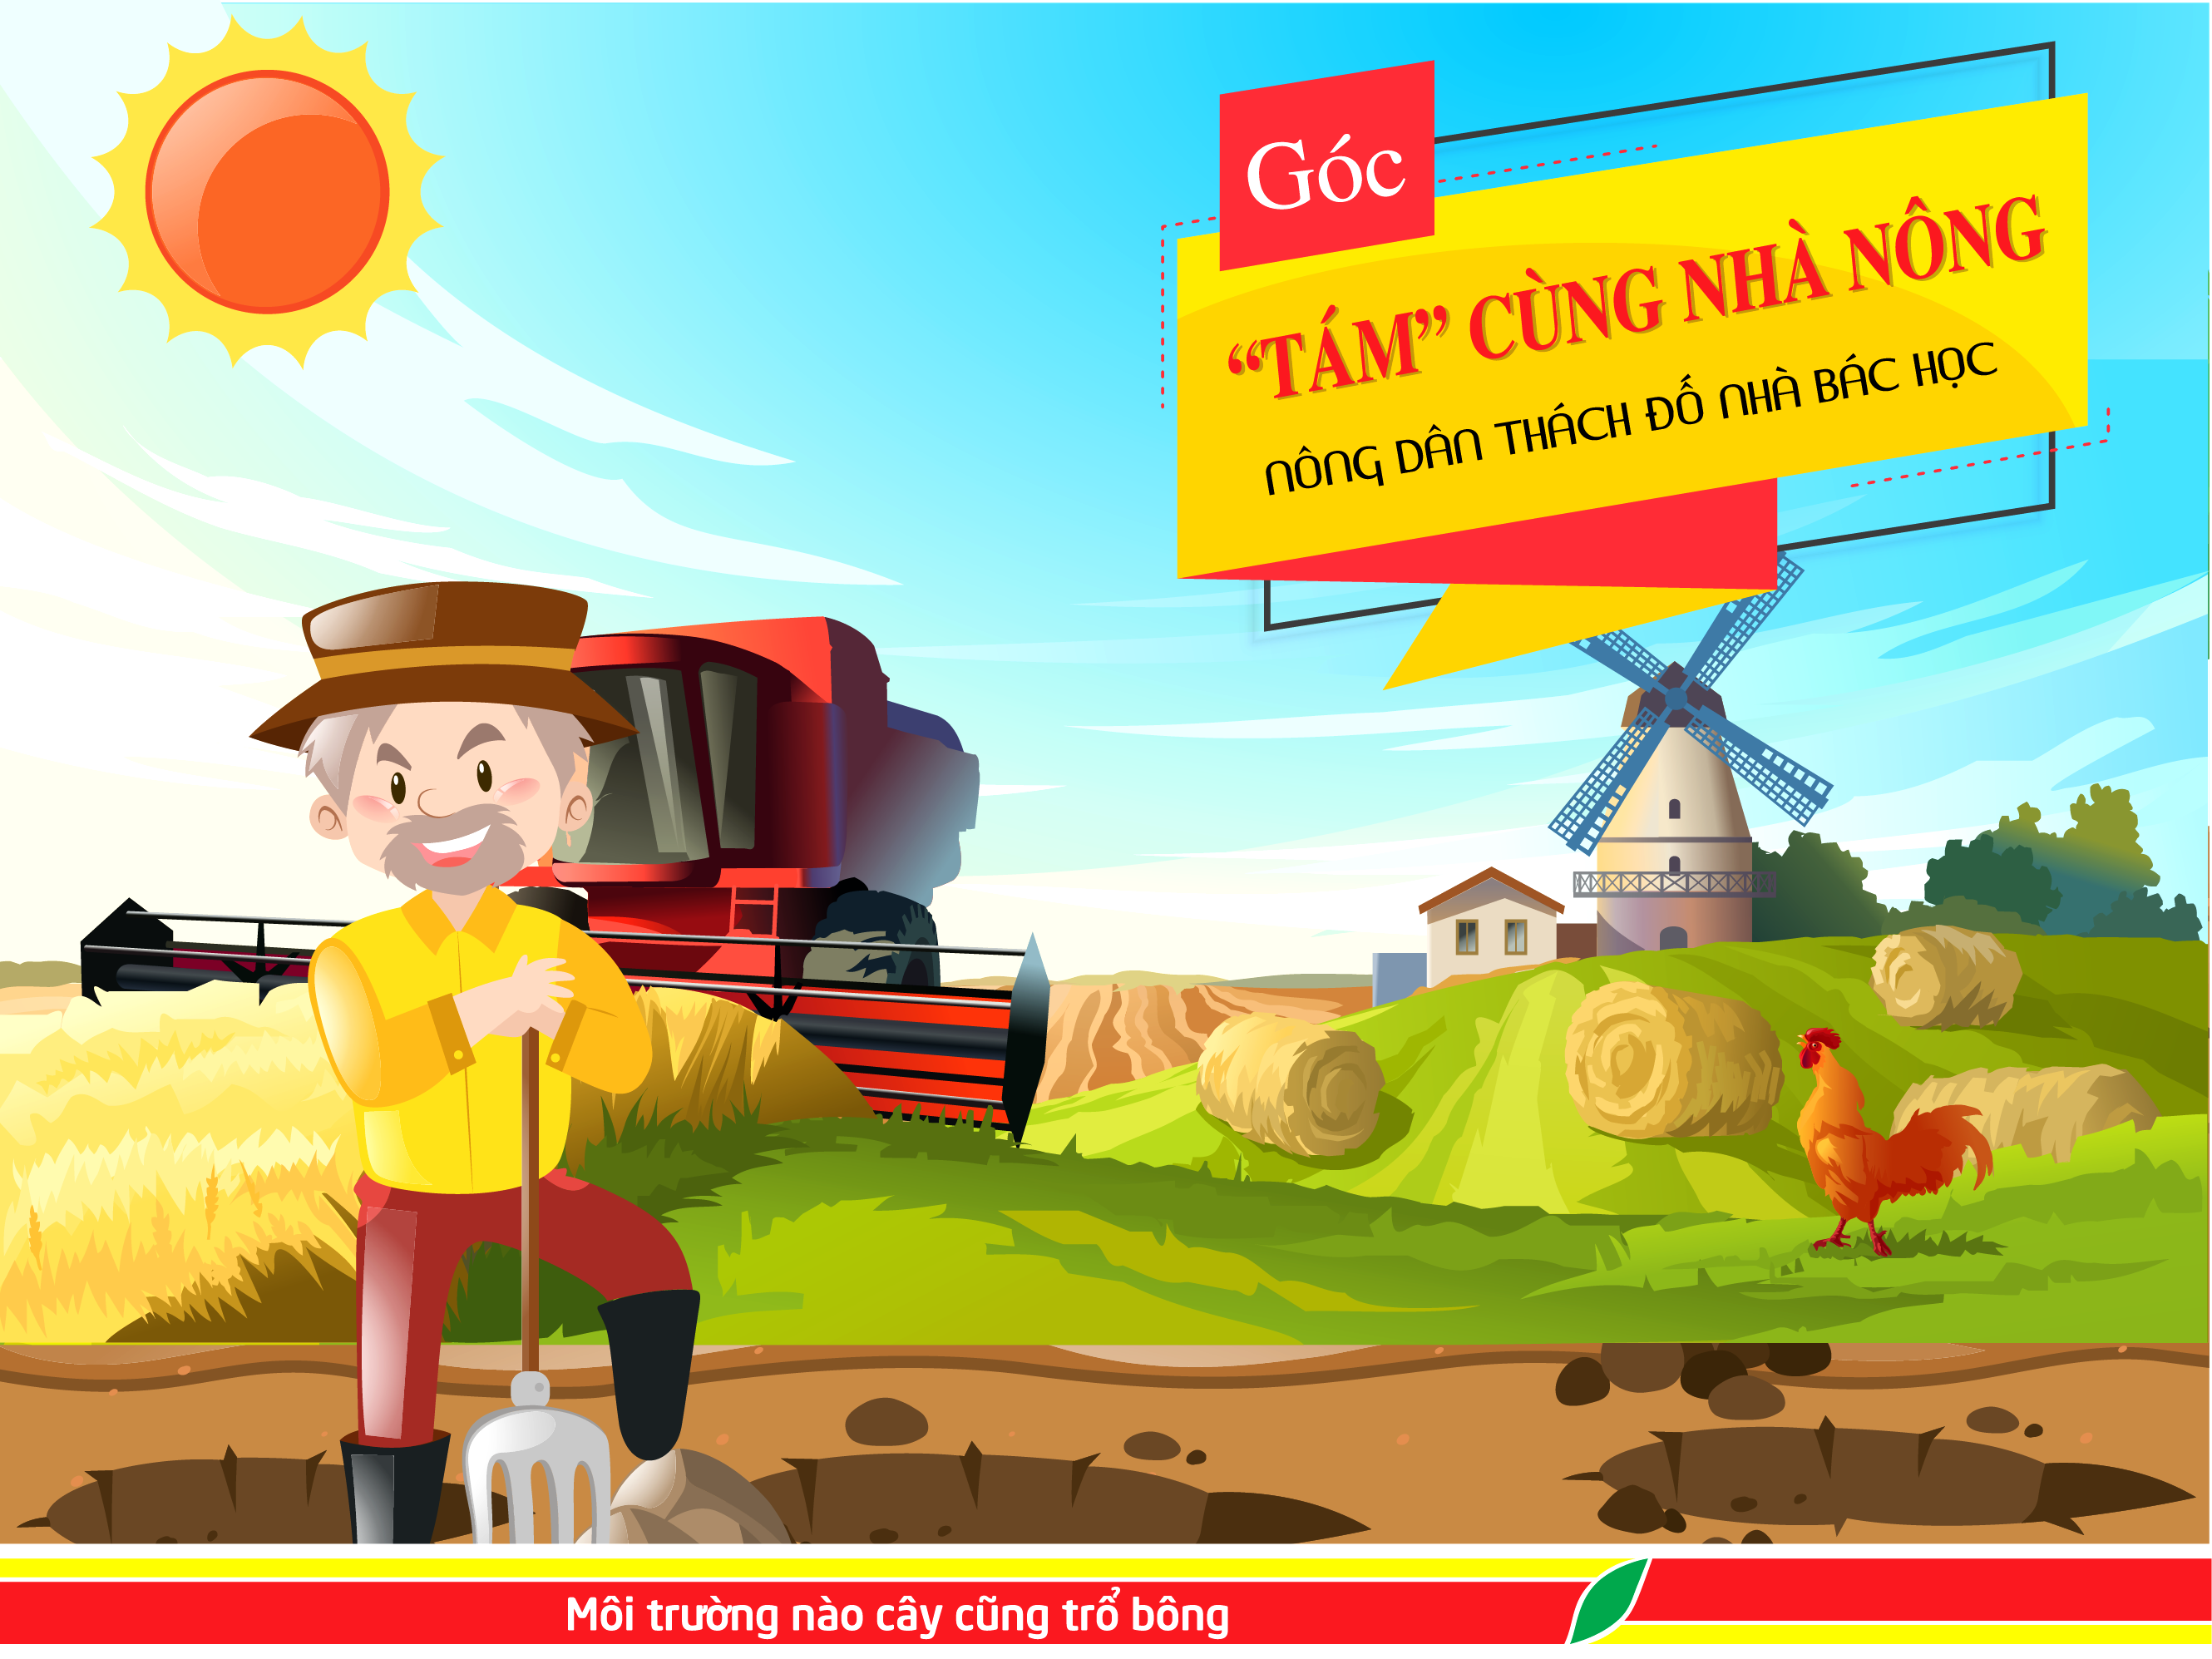 Góc
“TÁM” CÙNG NHÀ NÔNG
NÔNG DÂN THÁCH ĐỐ NHÀ BÁC HỌC
Môi trường nào cây cũng trổ bông